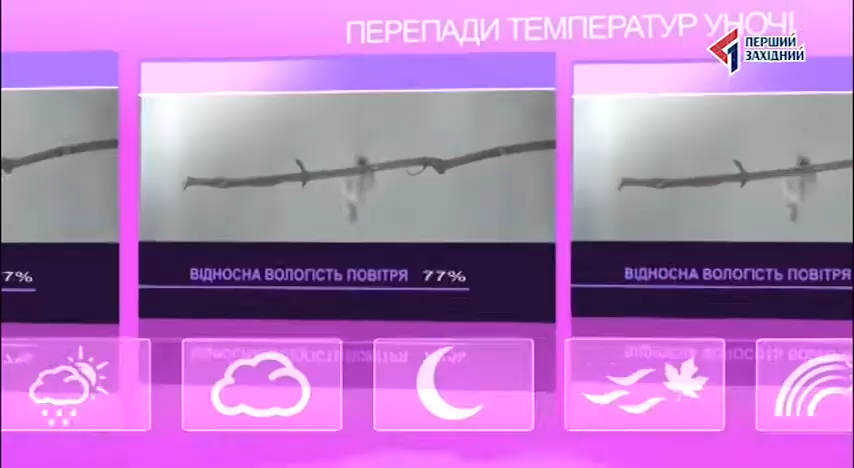 ПЕРЕПАДИ ТЕМПЕРАТУР УНОЧІ
ПЕРШИЙ
ЗАХІДНИЙ
7%
ВІДНОСНА ВОЛОГІСТЬ ПОВІТРЯ 77%
ВІДНОСНА ВОЛОГІСТЬ ПОВІТРЯ